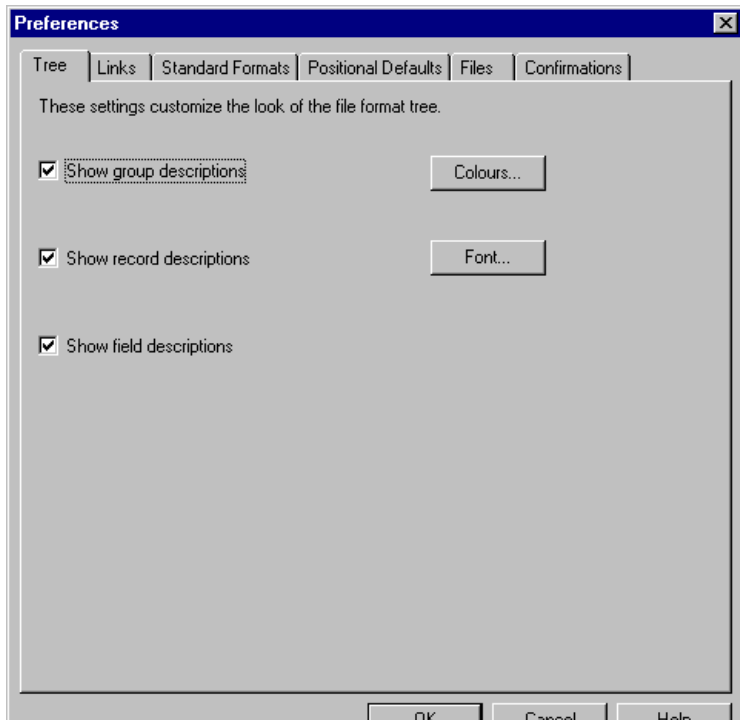 Preferences
Tree Links Standard Formats Positional Defaults Files Confirmations
These settings customize the look of the file format tree.
Show group descriptions Colours...
Show record descriptions Font...
Show field descriptions
OK Cancel Help